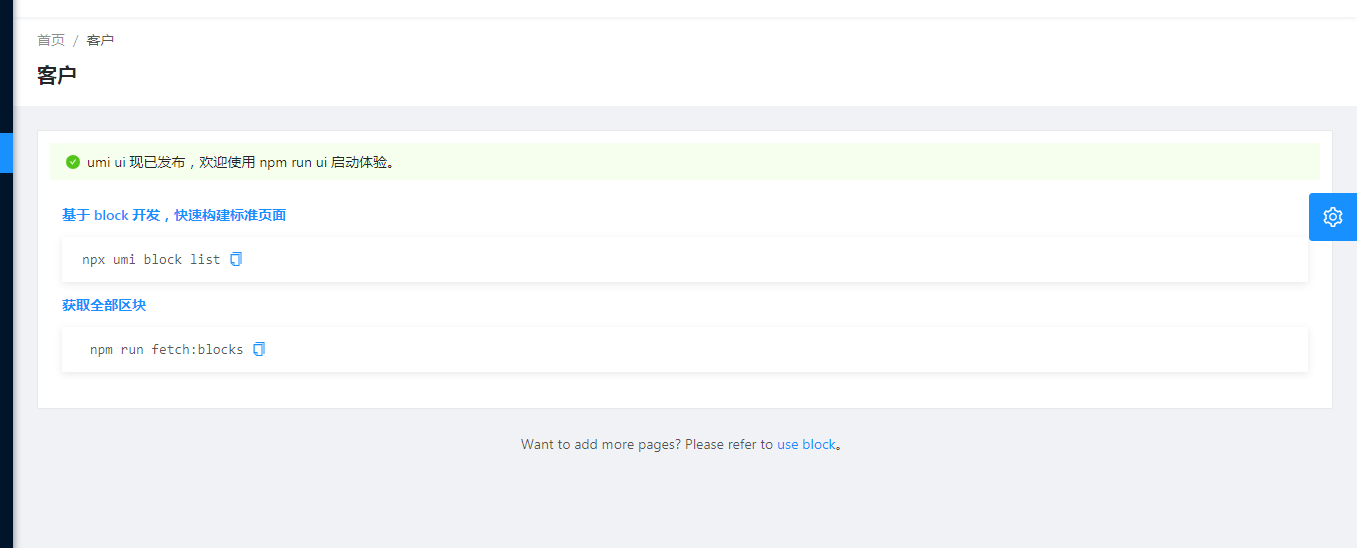 首页 / 客户
客户
umi ui 现已发布，欢迎使用 npm run ui 启动体验。
基于 block 开发，快速构建标准页面
npx umi block list
获取全部区块
npm run fetch:blocks
Want to add more pages? Please refer to use block。